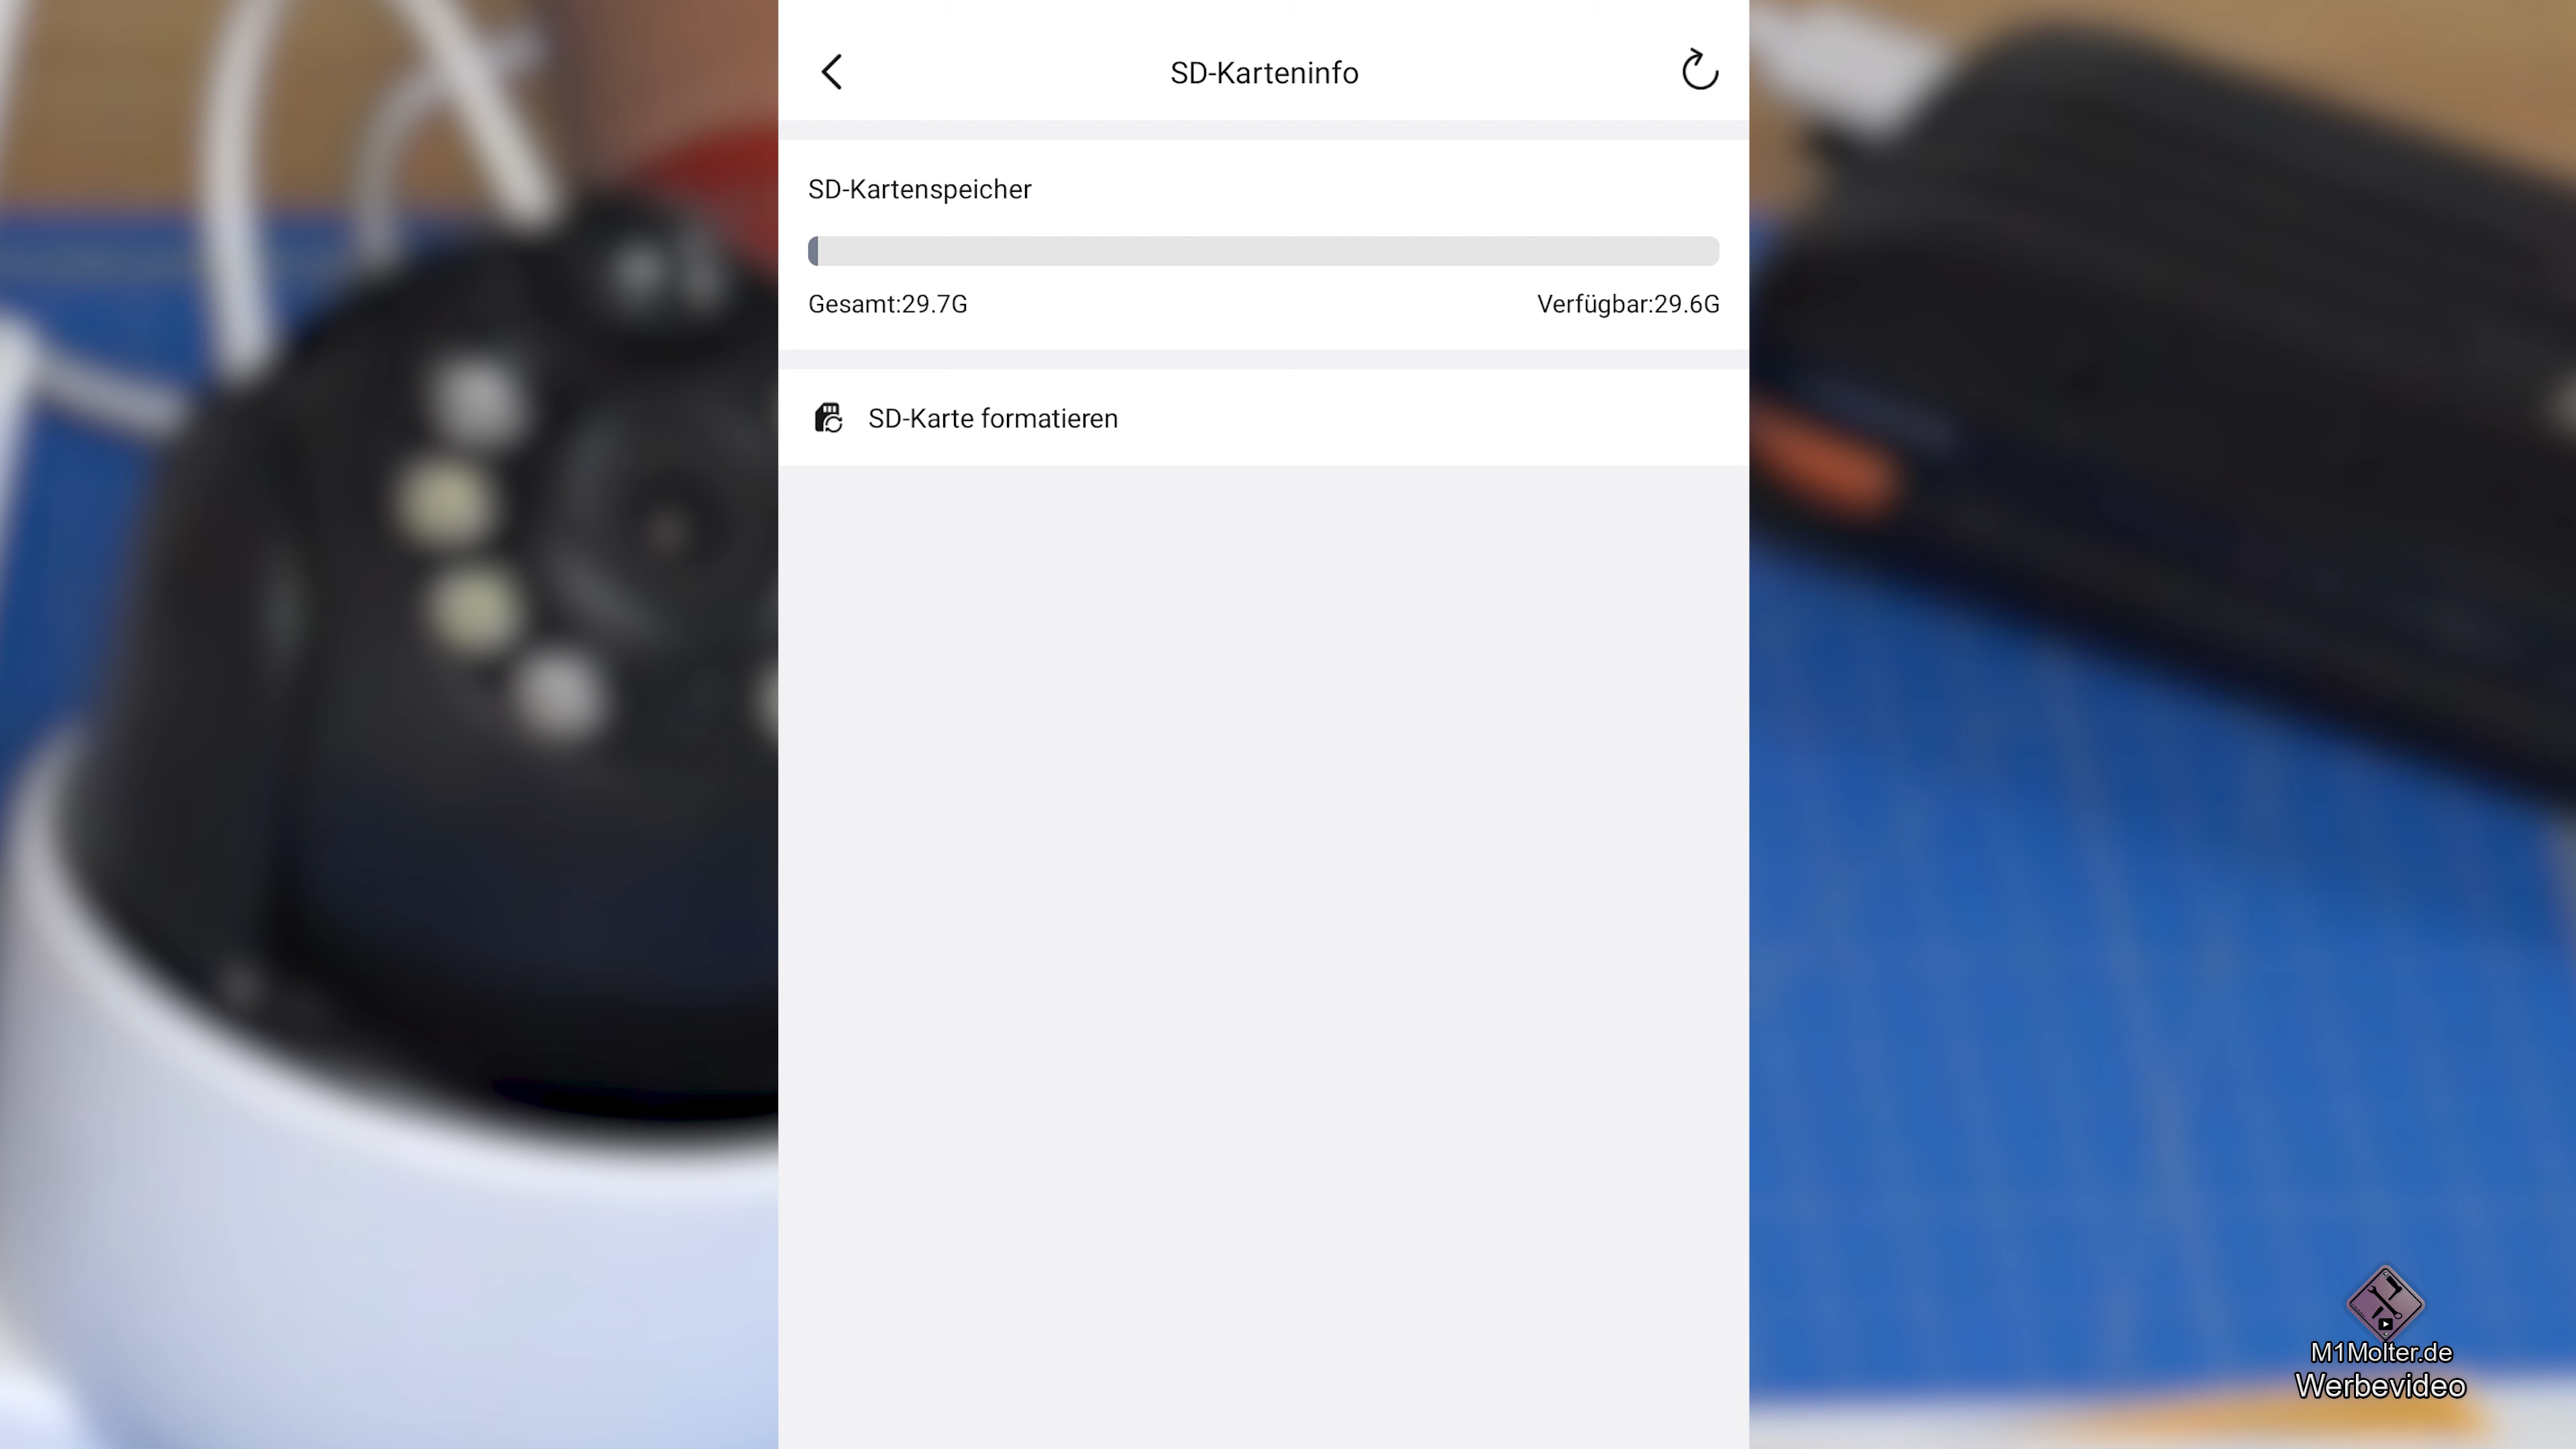 SD-Karteninfo
SD-Kartenspeicher
Gesamt:29.7G
Verfügbar:29.6G
SD-Karte formatieren
M1Molter.de
Werbevideo